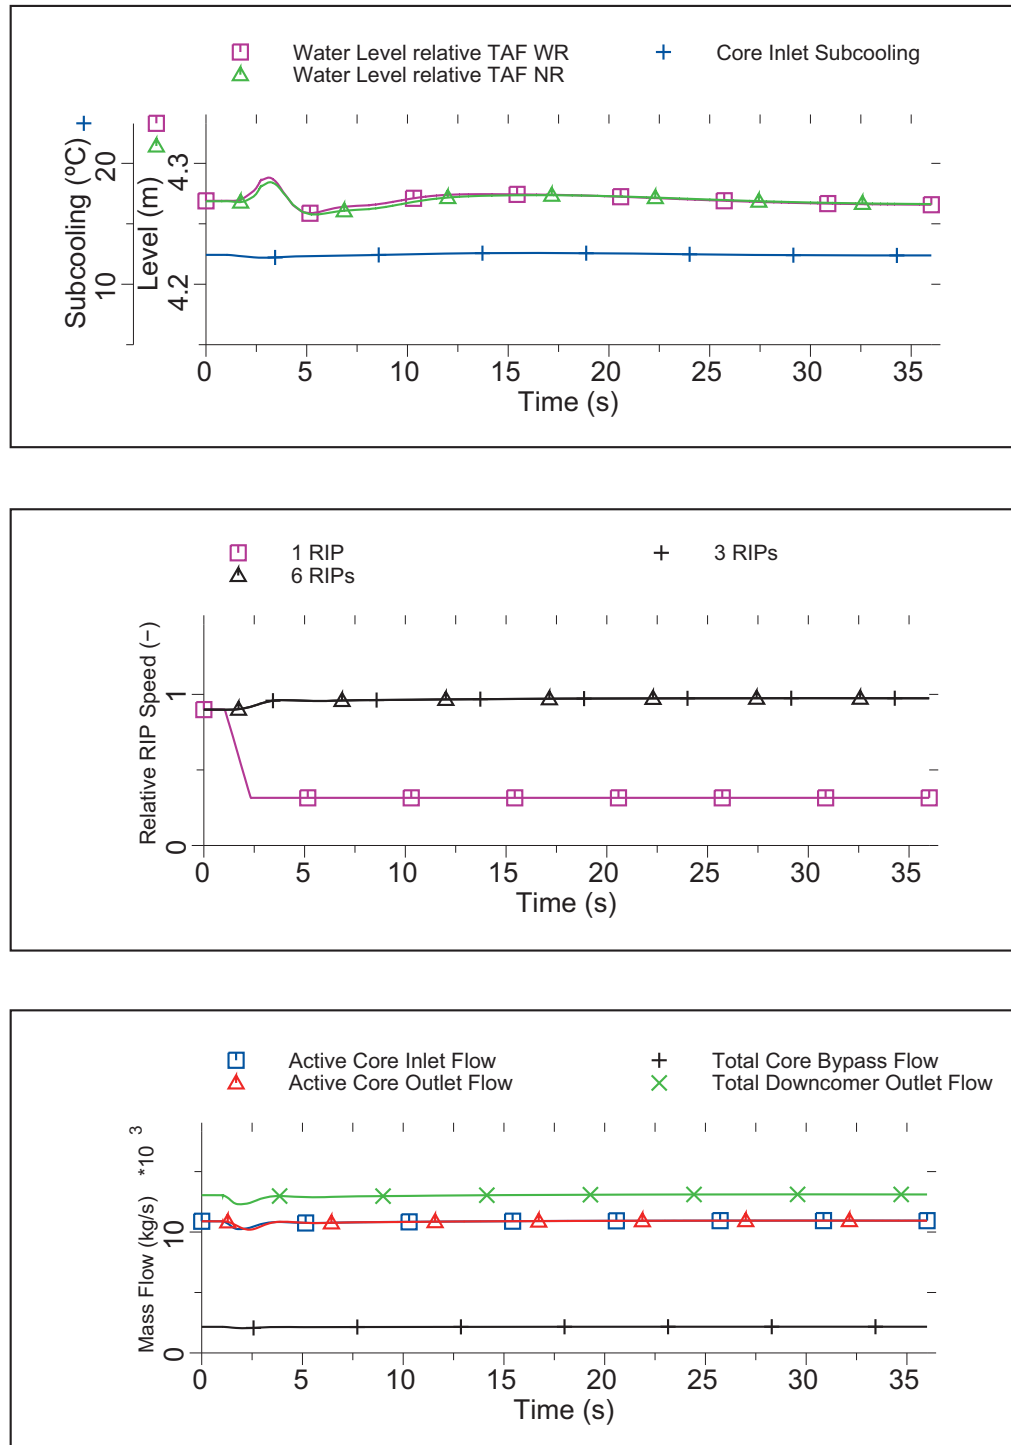 Water Level relative TAF WR
Core Inlet Subcooling
Water Level relative TAF NR
Subcooling (ºC)
10
20
Level (m)
4.2
4.3
0 5 10 15 20 25 30 35
Time (s)
1 RIP
3 RIPs
6 RIPs
Relative RIP Speed (−)
0
1
0 5 10 15 20 25 30 35
Time (s)
Active Core Inlet Flow
Total Core Bypass Flow
Active Core Outlet Flow
Total Downcomer Outlet Flow
Mass Flow (kg/s) *10 3
0
10
0 5 10 15 20 25 30 35
Time (s)